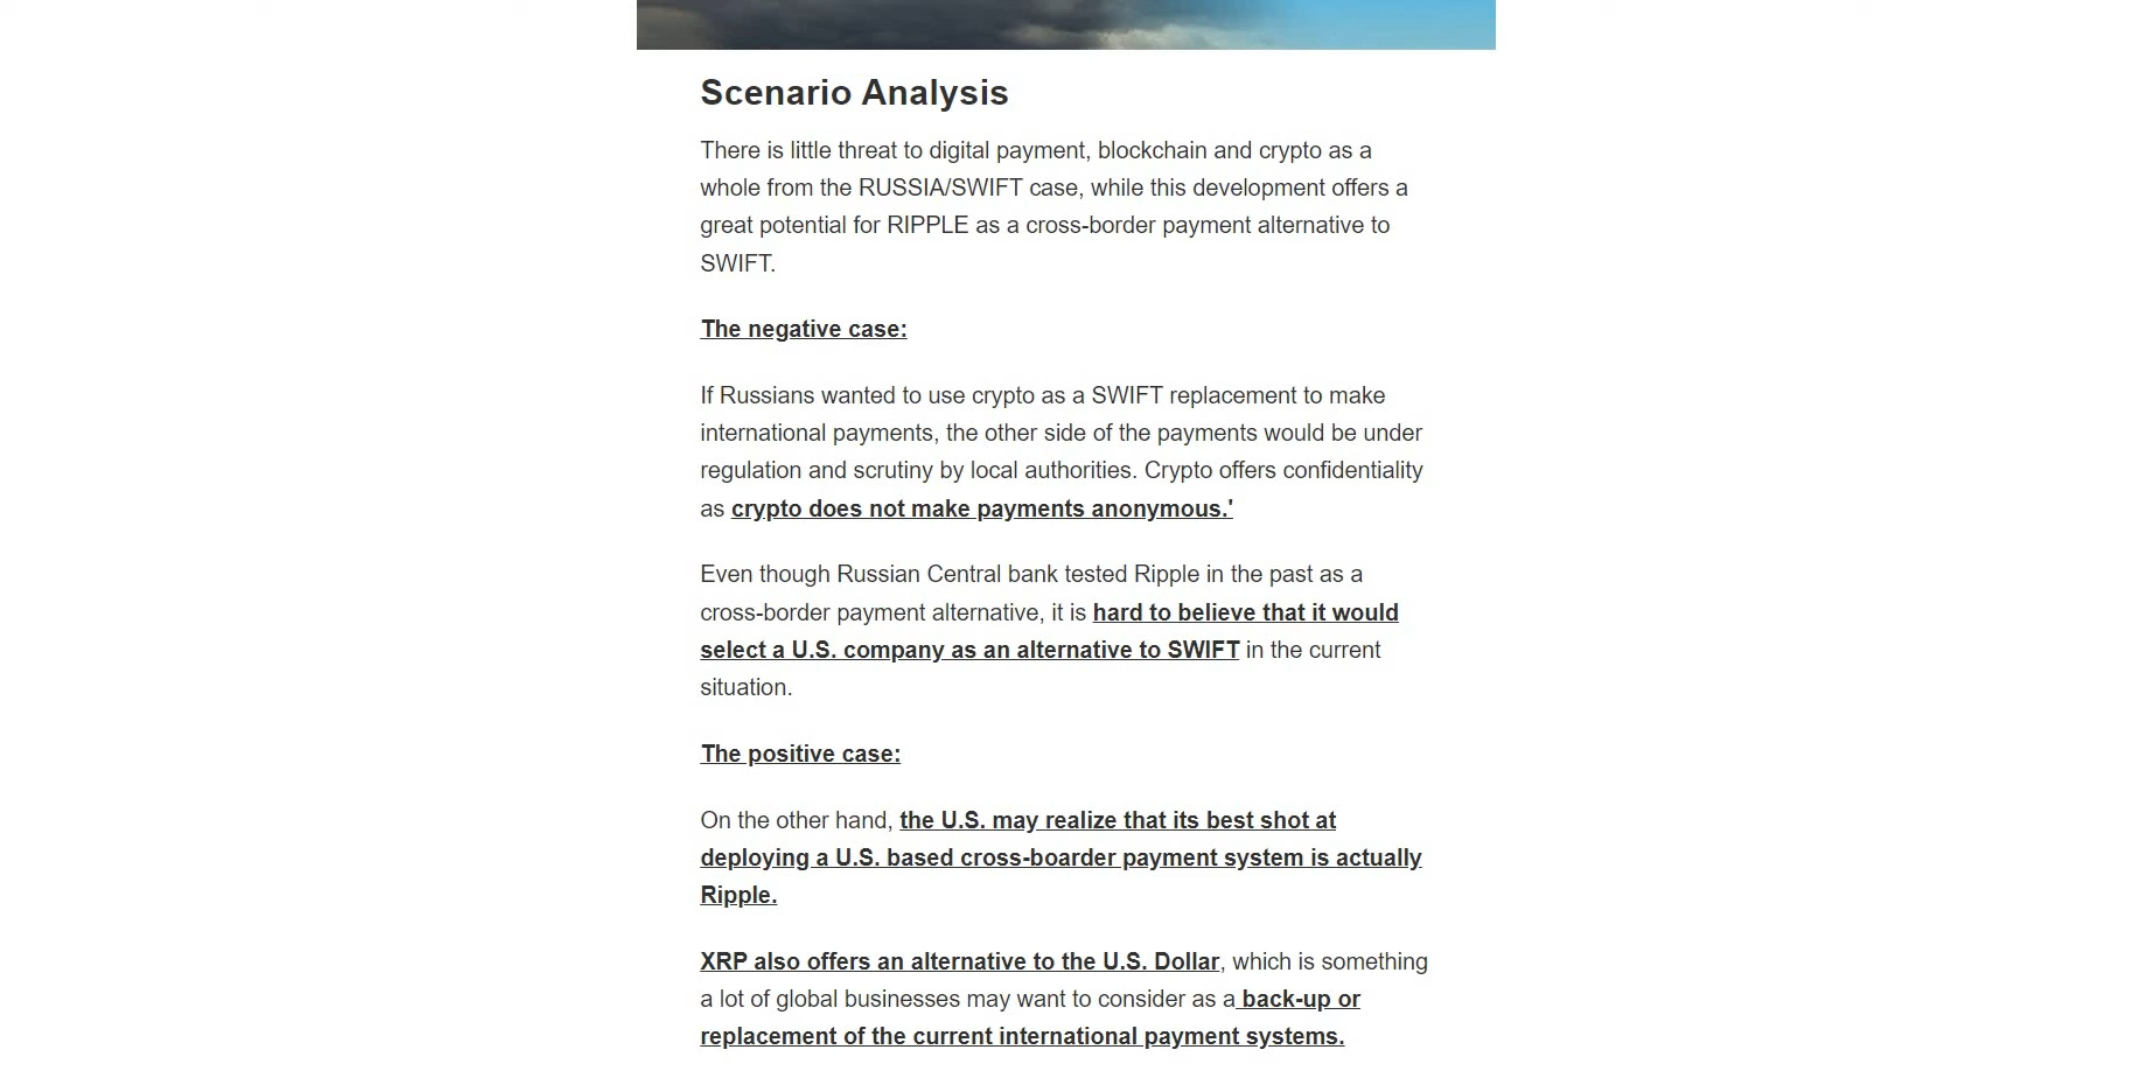 Scenario Analysis
There is little threat to digital payment, blockchain and crypto as a
whole from the RUSSIA/SWIFT case, while this development offers a
great potential for RIPPLE as a cross-border payment alternative to
SWIFT.
The negative case:
If Russians wanted to use crypto as a SWIFT replacement to make
international payments, the other side of the payments would be under
regulation and scrutiny by local authorities. Crypto offers confidentiality
as crypto does not make payments anonymous.'
Even though Russian Central bank tested Ripple in the past as a
cross-border payment alternative, it is hard to believe that it would
select a U.S. company as an alternative to SWIFT in the current
situation.
The positive case:
On the other hand, the U.S. may realize that its best shot at
deploying a U.S. based cross-boarder payment system is actually
Ripple.
XRP also offers an alternative to the U.S. Dollar, which is something
a lot of global businesses may want to consider as a back-up or
replacement of the current international payment systems.